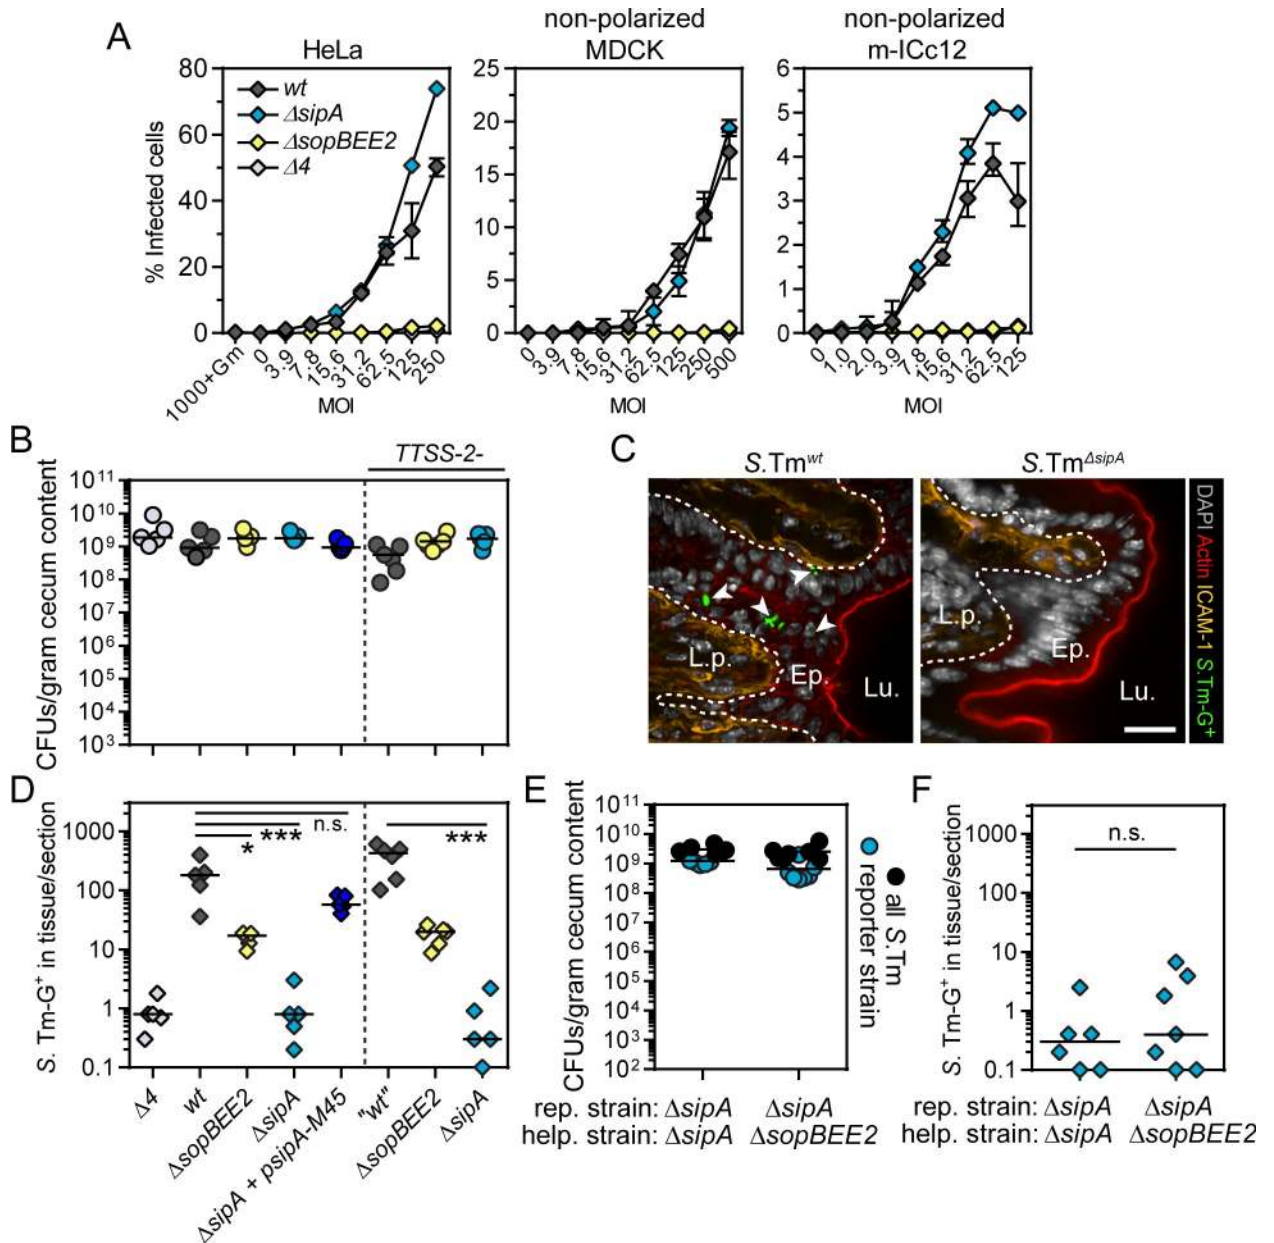 A
HeLa
non-polarized
MDCK
non-polarized
m-ICc12
% Infected cells
80
60
40
20
0
wt
ΔsipA
ΔsopBEE2
Δ4
1000+Gm
0
3.9
7.8
15.6
31.2
62.5
125
250
MOI
25
20
15
10
5
0
0
3.9
7.8
15.6
31.2
62.5
125
250
500
MOI
6
5
4
3
2
1
0
0
1.0
2.0
3.9
7.8
15.6
31.2
62.5
125
MOI
B
TTSS-2-
CFUs/gram cecum content
10¹¹
10¹⁰
10⁹
10⁸
10⁷
10⁶
10⁵
10⁴
10³
C
S.Tmʷᵗ
S.Tm^ΔsipA
L.p.
Ep.
Lu.
L.p.
Ep.
Lu.
DAPI Actin ICAM-1 S.Tm-G⁺
D
S. Tm-G⁺ in tissue/section
1000
100
10
1
0.1
*
***
n.s.
***
Δ4
wt
ΔsopBEE2
ΔsipA
ΔsipA + psipA-M45
"wt"
ΔsopBEE2
ΔsipA
E
CFUs/gram cecum content
10¹¹
10¹⁰
10⁹
10⁸
10⁷
10⁶
10⁵
10⁴
10³
10²
all S.Tm
reporter strain
rep. strain: ΔsipA ΔsipA
help. strain: ΔsipA ΔsopBEE2
F
S. Tm-G⁺ in tissue/section
1000
100
10
1
0.1
n.s.
rep. strain: ΔsipA ΔsipA
help. strain: ΔsipA ΔsopBEE2